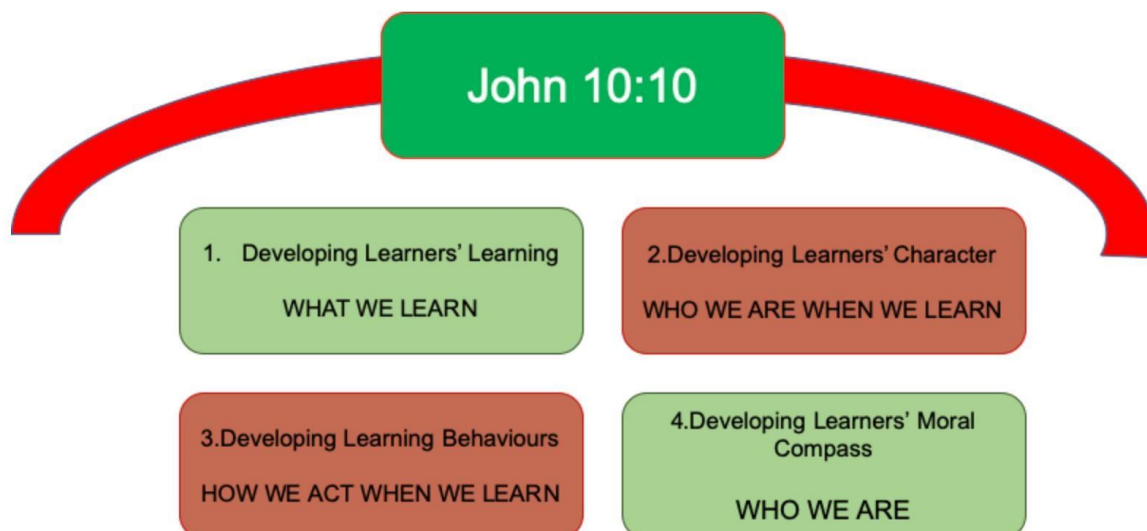 John 10:10
1. Developing Learners' Learning
WHAT WE LEARN
2.Developing Learners' Character
WHO WE ARE WHEN WE LEARN
3.Developing Learning Behaviours
HOW WE ACT WHEN WE LEARN
4.Developing Learners' Moral
Compass
WHO WE ARE